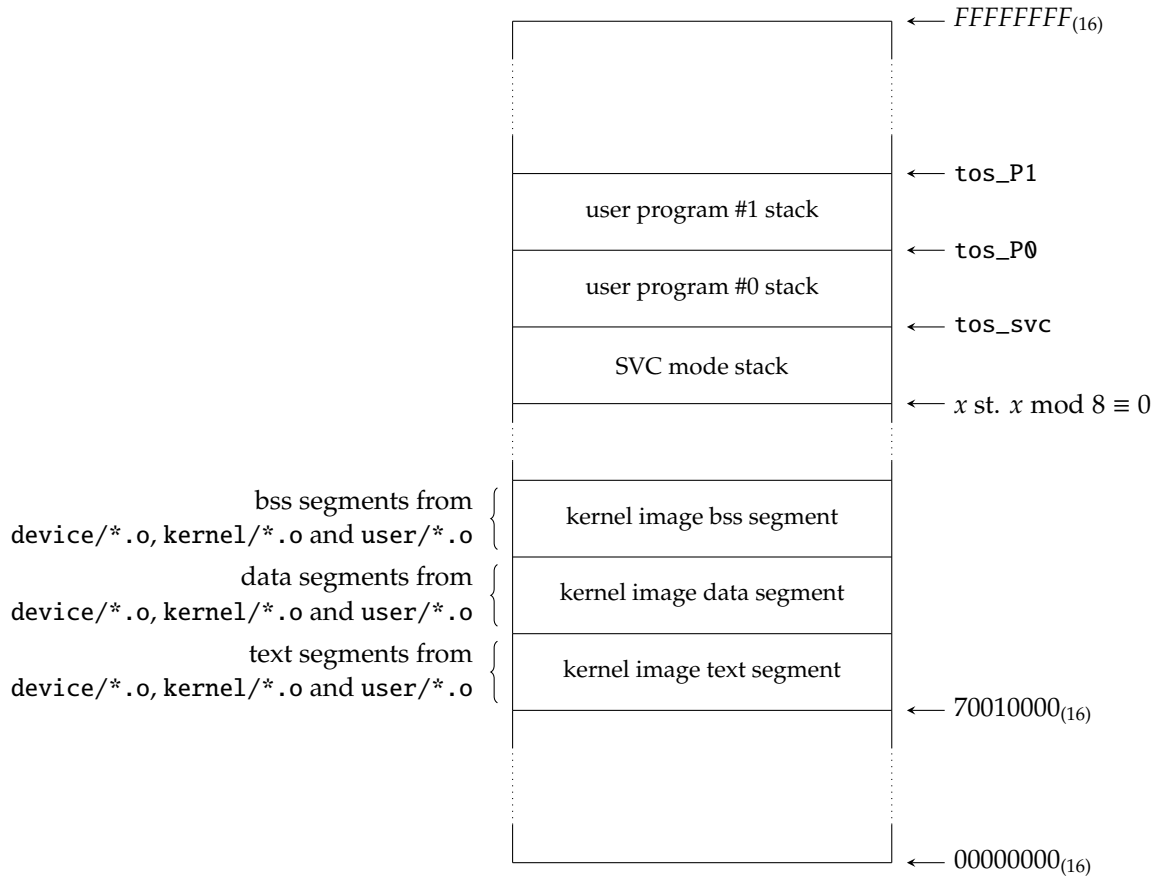 FFFFFFFF(16)
tos_P1
user program #1 stack
tos_P0
user program #0 stack
tos_svc
SVC mode stack
x st. x mod 8 ≡ 0
bss segments from
device/*.o, kernel/*.o and user/*.o
kernel image bss segment
data segments from
device/*.o, kernel/*.o and user/*.o
kernel image data segment
text segments from
device/*.o, kernel/*.o and user/*.o
kernel image text segment
70010000(16)
00000000(16)